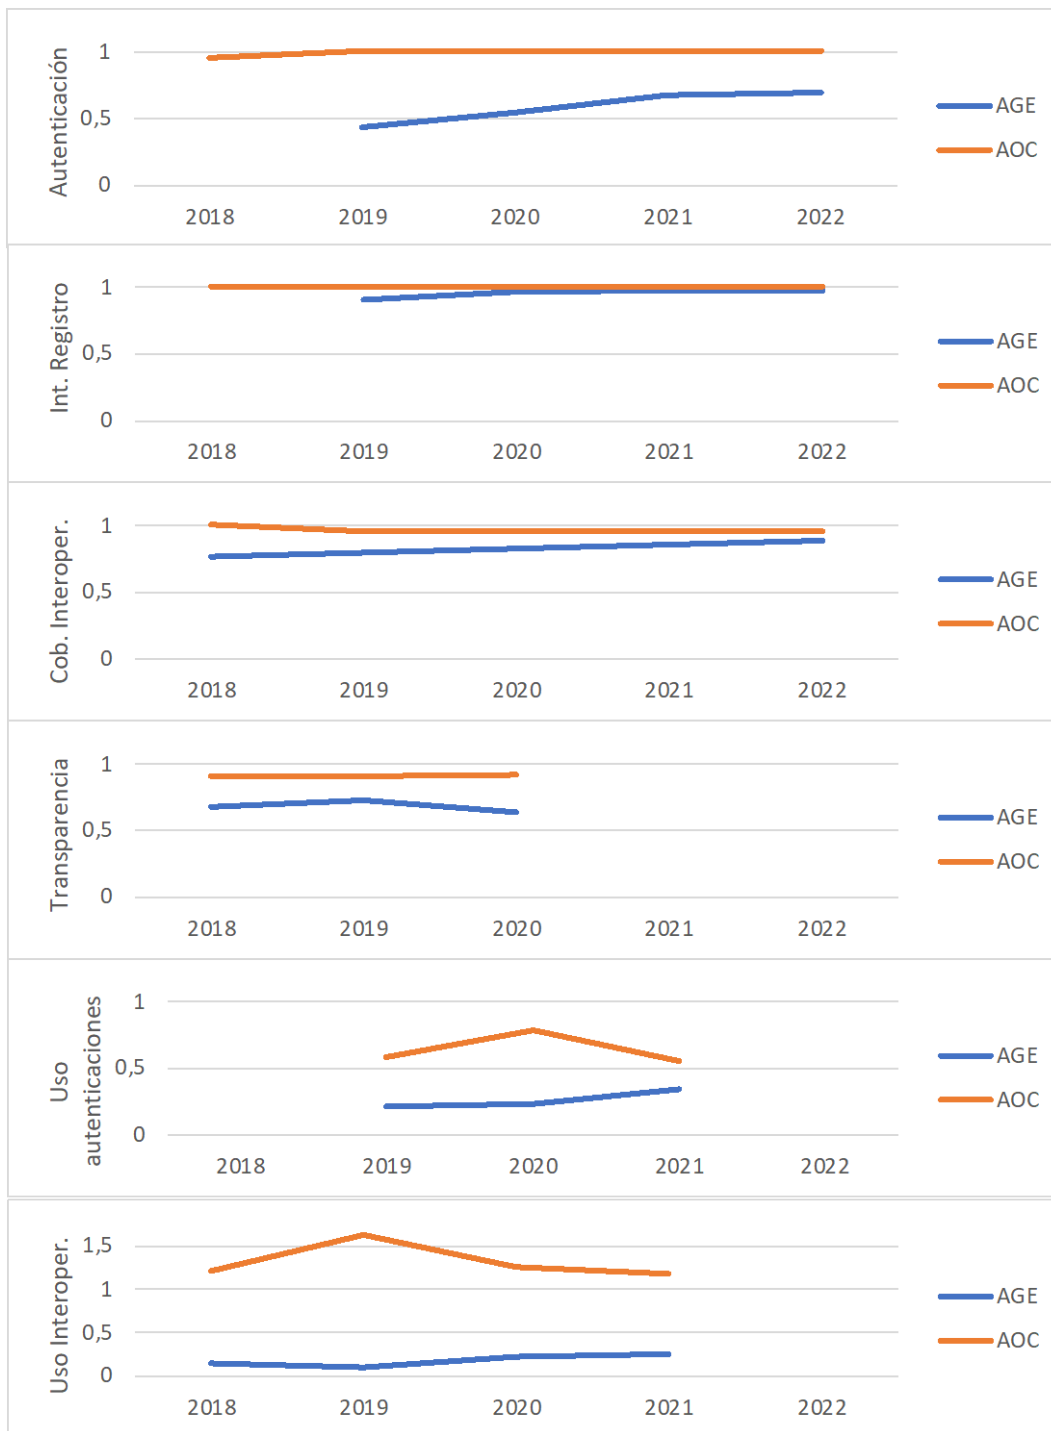 Autenticación
1
0,5
0
2018 2019 2020 2021 2022
AGE
AOC
Int. Registro
1
0,5
0
2018 2019 2020 2021 2022
AGE
AOC
Cob. Interoper.
1
0,5
0
2018 2019 2020 2021 2022
AGE
AOC
Transparencia
1
0,5
0
2018 2019 2020 2021 2022
AGE
AOC
Uso
autenticaciones
1
0,5
0
2018 2019 2020 2021 2022
AGE
AOC
Uso Interoper.
1,5
1
0,5
0
2018 2019 2020 2021 2022
AGE
AOC